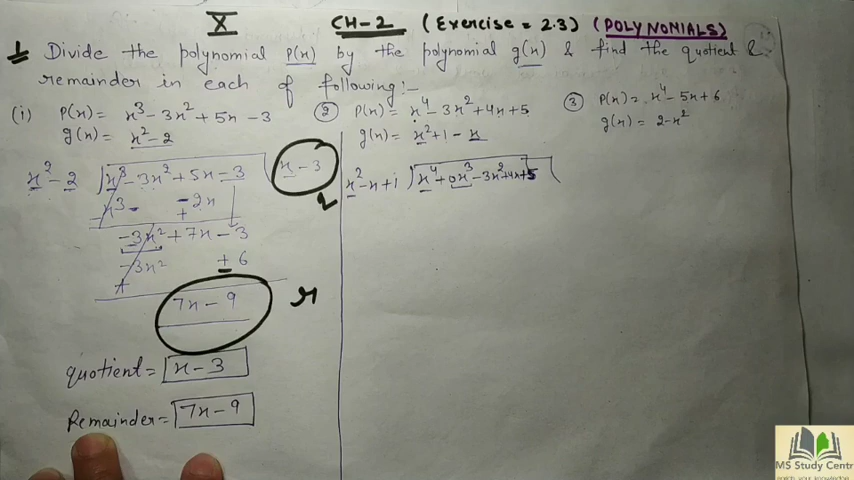 X CH-2 (Exercise = 2.3) (POLYNOMIALS)
1 Divide the polynomial P(x) by the polynomial g(x) & find the quotient &
remainder in each of following:-
(i) P(x) = x³ - 3x² + 5x - 3
g(x) = x² - 2
x² - 2 ) x³ - 3x² + 5x - 3 ( x - 3
x³ - 2x
- +
-3x² + 7x - 3
-3x² + 6
+
7x - 9
q
r
quotient = x - 3
Remainder = 7x - 9
② P(x) = x⁴ - 3x² + 4x + 5
g(x) = x² + 1 - x
x² - x + 1 ) x⁴ + 0x³ - 3x² + 4x + 5
③ P(x) = x⁴ - 5x + 6
g(x) = 2 - x²
MS Study Centr